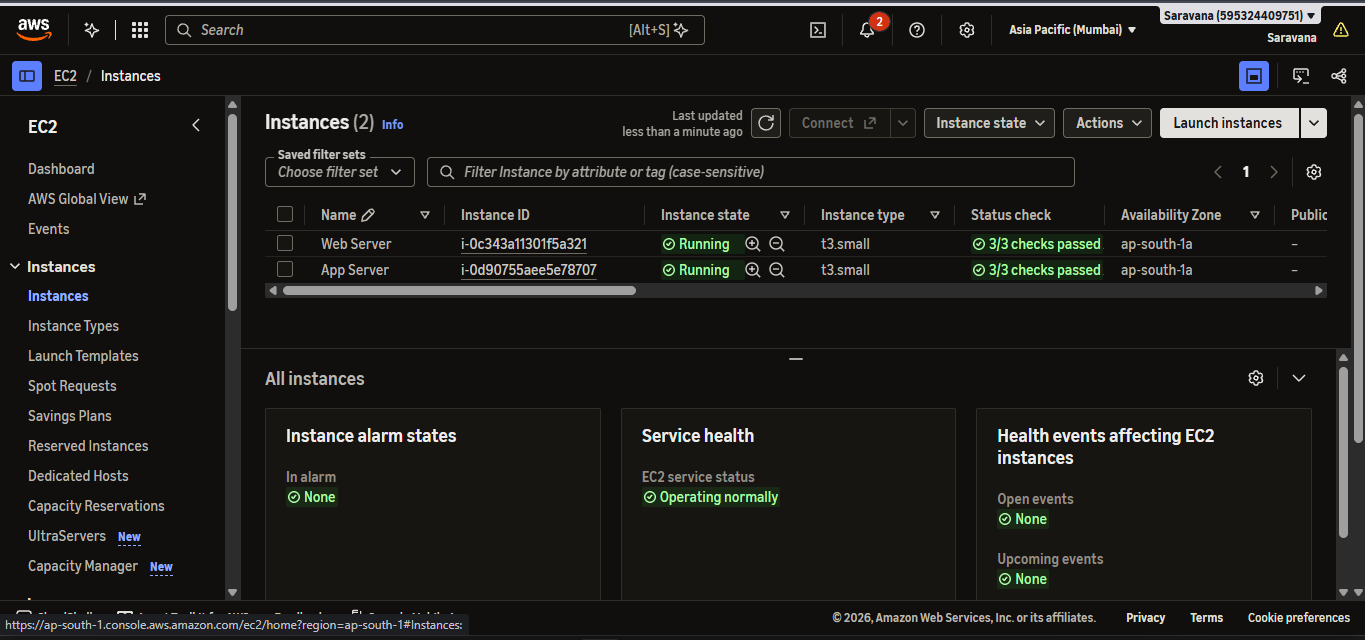 aws
Search
[Alt+S]
2
Asia Pacific (Mumbai)
Saravana (595324409751)
Saravana
EC2 / Instances
EC2
Dashboard
AWS Global View
Events
Instances
Instances
Instance Types
Launch Templates
Spot Requests
Savings Plans
Reserved Instances
Dedicated Hosts
Capacity Reservations
UltraServers New
Capacity Manager New
Instances (2) Info
Last updated
less than a minute ago
Connect
Instance state
Actions
Launch instances
Saved filter sets
Choose filter set
Filter Instance by attribute or tag (case-sensitive)
1
Name Instance ID Instance state Instance type Status check Availability Zone Public
Web Server i-0c343a11301f5a321 Running t3.small 3/3 checks passed ap-south-1a –
App Server i-0d90755aee5e78707 Running t3.small 3/3 checks passed ap-south-1a –
All instances
Instance alarm states
In alarm
None
Service health
EC2 service status
Operating normally
Health events affecting EC2
instances
Open events
None
Upcoming events
None
https://ap-south-1.console.aws.amazon.com/ec2/home?region=ap-south-1#Instances:
© 2026, Amazon Web Services, Inc. or its affiliates.
Privacy
Terms
Cookie preferences